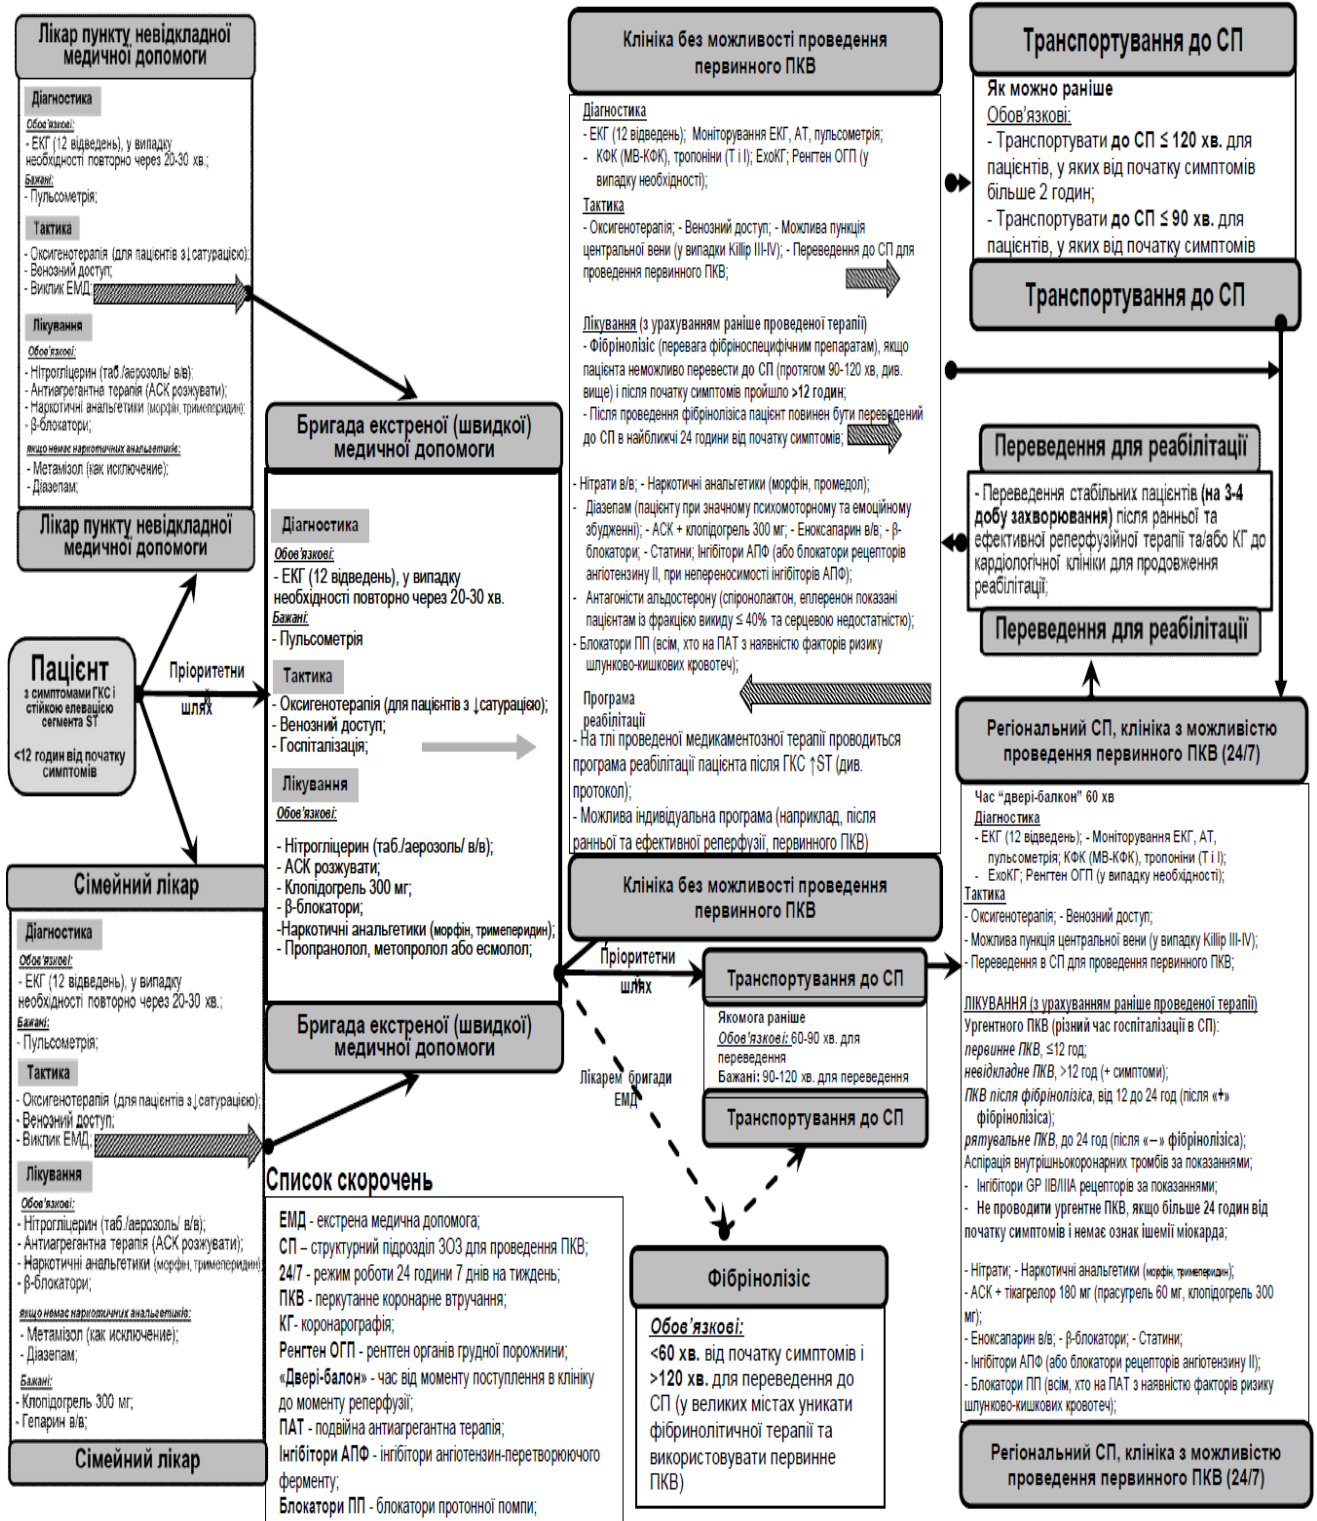 Лікар пункту невідкладної
медичної допомоги
Діагностика
Обов'язкові:
- ЕКГ (12 відведень), у випадку
необхідності повторно через 20-30 хв.;
Бажані:
- Пульсометрія;
Тактика
- Оксигенотерапія (для пацієнтів з↓сатурацією);
- Венозний доступ;
- Виклик ЕМД;
Лікування
Обов'язкові:
- Нітрогліцерин (таб./аерозоль/ в/в);
- Антиагрегантна терапія (АСК розжувати);
- Наркотичні анальгетики (морфін, тримеперидин);
- β-блокатори;
якщо немає наркотичних анальгетиків:
- Метамізол (как исключение);
- Діазепам;
Лікар пункту невідкладної
медичної допомоги
Пацієнт
з симптомами ГКС і
стійкою елевацією
сегмента ST
<12 годин від початку
симптомів
Пріоритетни
й
шлях
Сімейний лікар
Діагностика
Обов'язкові:
- ЕКГ (12 відведень), у випадку
необхідності повторно через 20-30 хв.;
Бажані:
- Пульсометрія;
Тактика
- Оксигенотерапія (для пацієнтів з↓сатурацією);
- Венозний доступ;
- Виклик ЕМД;
Лікування
Обов'язкові:
- Нітрогліцерин (таб./аерозоль/ в/в);
- Антиагрегантна терапія (АСК розжувати);
- Наркотичні анальгетики (морфін, тримеперидин);
- β-блокатори;
якщо немає наркотичних анальгетиків:
- Метамізол (как исключение);
- Діазепам;
Бажані:
- Клопідогрель 300 мг;
- Гепарин в/в;
Сімейний лікар
Бригада екстреної (швидкої)
медичної допомоги
Діагностика
Обов'язкові:
- ЕКГ (12 відведень), у випадку
необхідності повторно через 20-30 хв.
Бажані:
- Пульсометрія
Тактика
- Оксигенотерапія (для пацієнтів з ↓сатурацією);
- Венозний доступ;
- Госпіталізація;
Лікування
Обов'язкові:
- Нітрогліцерин (таб./аерозоль/ в/в);
- АСК розжувати;
- Клопідогрель 300 мг;
- β-блокатори;
-Наркотичні анальгетики (морфін, тримеперидин);
- Пропранолол, метопролол або есмолол;
Бригада екстреної (швидкої)
медичної допомоги
Список скорочень
ЕМД - екстрена медична допомога;
СП – структурний підрозділ ЗОЗ для проведення ПКВ;
24/7 - режим роботи 24 години 7 днів на тиждень;
ПКВ - перкутанне коронарне втручання;
КГ- коронарографія;
Ренгтен ОГП - рентген органів грудної порожнини;
«Двері-балон» - час від моменту поступлення в клініку
до моменту реперфузії;
ПАТ - подвійна антиагрегантна терапія;
Інгібітори АПФ - інгібітори ангіотензин-перетворюючого
ферменту;
Блокатори ПП - блокатори протонної помпи;
Клініка без можливості проведення
первинного ПКВ
Діагностика
- ЕКГ (12 відведень); Моніторування ЕКГ, АТ, пульсометрія;
- КФК (МВ-КФК), тропоніни (Т і І); ЕхоКГ; Ренгтен ОГП (у
випадку необхідності);
Тактика
- Оксигенотерапія; - Венозний доступ; - Можлива пункція
центральної вени (у випадки Killip III-IV); - Переведення до СП для
проведення первинного ПКВ;
Лікування (з урахуванням раніше проведеної терапії)
- Фібрінолізіс (перевага фібріноспецифічним препаратам), якщо
пацієнта неможливо перевести до СП (протягом 90-120 хв, див.
вище) і після початку симптомів пройшло >12 годин;
- Після проведення фібрінолізіса пацієнт повинен бути переведений
до СП в найближчі 24 години від початку симптомів;
- Нітрати в/в; - Наркотичні анальгетики (морфін, промедол);
- Діазепам (пацієнту при значному психомоторному та емоційному
збудженні); - АСК + клопідогрель 300 мг; - Еноксапарин в/в; - β-
блокатори; - Статини; Інгібітори АПФ (або блокатори рецепторів
ангіотензину II, при непереносимості інгібіторів АПФ);
- Антагоністи альдостерону (спіронолактон, еплеренон показані
пацієнтам із фракцією викиду ≤ 40% та серцевою недостатністю);
- Блокатори ПП (всім, хто на ПАТ з наявністю факторів ризику
шлунково-кишкових кровотеч);
Програма
реабілітації
- На тлі проведеної медикаментозної терапії проводиться
програма реабілітації пацієнта після ГКС ↑ST (див.
протокол);
- Можлива індивідуальна програма (наприклад, після
ранньої та ефективної реперфузії, первинного ПКВ)
Клініка без можливості проведення
первинного ПКВ
Пріоритетни
й
шлях
Лікарем бригади
ЕМД
Транспортування до СП
Якомога раніше
Обов'язкові: 60-90 хв. для
переведення
Бажані: 90-120 хв. для переведення
Транспортування до СП
Фібрінолізіс
Обов'язкові:
<60 хв. від початку симптомів і
>120 хв. для переведення до
СП (у великих містах уникати
фібринолітичної терапії та
використовувати первинне
ПКВ)
Транспортування до СП
Як можно раніше
Обов'язкові:
- Транспортувати до СП ≤ 120 хв. для
пацієнтів, у яких від початку симптомів
більше 2 годин;
- Транспортувати до СП ≤ 90 хв. для
пацієнтів, у яких від початку симптомів
Транспортування до СП
Переведення для реабілітації
- Переведення стабільних пацієнтів (на 3-4
добу захворювання) після ранньої та
ефективної реперфузійної терапії та/або КГ до
кардіологічної клініки для продовження
реабілітації;
Переведення для реабілітації
Регіональний СП, клініка з можливістю
проведення первинного ПКВ (24/7)
Час “двері-балкон” 60 хв
Діагностика
- ЕКГ (12 відведень); - Моніторування ЕКГ, АТ,
пульсометрія; КФК (МВ-КФК), тропоніни (Т і І);
- ЕхоКГ; Ренгтен ОГП (у випадку необхідності);
Тактика
- Оксигенотерапія; - Венозний доступ;
- Можлива пункція центральної вени (у випадку Killip III-IV);
- Переведення в СП для проведення первинного ПКВ;
ЛІКУВАННЯ (з урахуванням раніше проведеної терапії)
Ургентного ПКВ (різний час госпіталізації в СП):
первинне ПКВ, ≤12 год;
невідкладне ПКВ, >12 год (+ симптоми);
ПКВ після фібрінолізіса, від 12 до 24 год (після «+»
фібрінолізіса);
рятувальне ПКВ, до 24 год (після «–» фібрінолізіса);
Аспірація внутрішньокоронарних тромбів за показаннями;
- Інгібітори GP IIB/IIIA рецепторів за показаннями;
- Не проводити ургентне ПКВ, якщо більше 24 годин від
початку симптомів і немає ознак ішемії міокарда;
- Нітрати; - Наркотичні анальгетики (морфін, тримеперидин);
- АСК + тікагрелор 180 мг (прасугрель 60 мг, клопідогрель 300
мг);
- Еноксапарин в/в; - β-блокатори; - Статини;
- Інгібітори АПФ (або блокатори рецепторів ангіотензину II);
- Блокатори ПП (всім, хто на ПАТ з наявністю факторів ризику
шлунково-кишкових кровотеч);
Регіональний СП, клініка з можливістю
проведення первинного ПКВ (24/7)